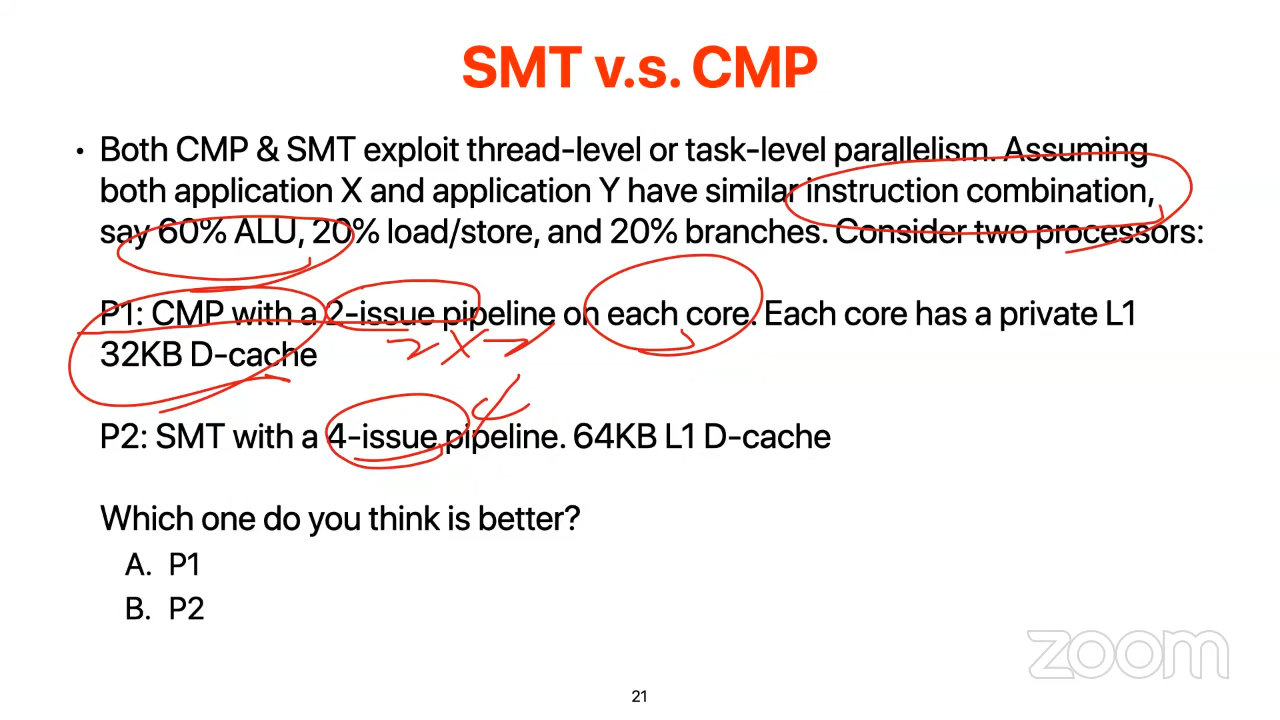 SMT v.s. CMP
• Both CMP & SMT exploit thread-level or task-level parallelism. Assuming
both application X and application Y have similar instruction combination,
say 60% ALU, 20% load/store, and 20% branches. Consider two processors:
P1: CMP with a 2-issue pipeline on each core. Each core has a private L1
32KB D-cache
2 x 2
4
P2: SMT with a 4-issue pipeline. 64KB L1 D-cache
Which one do you think is better?
A. P1
B. P2
zoom
21